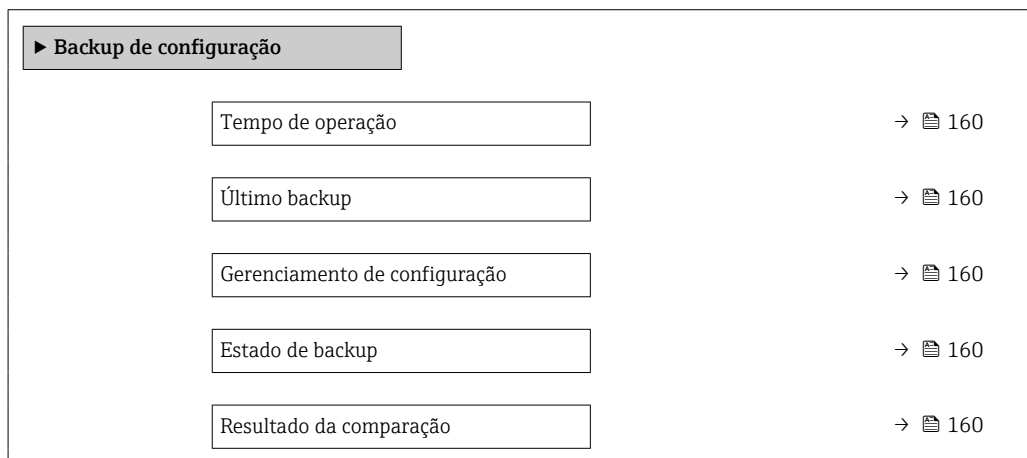 ► Backup de configuração
Tempo de operação → 160
Último backup → 160
Gerenciamento de configuração → 160
Estado de backup → 160
Resultado da comparação → 160